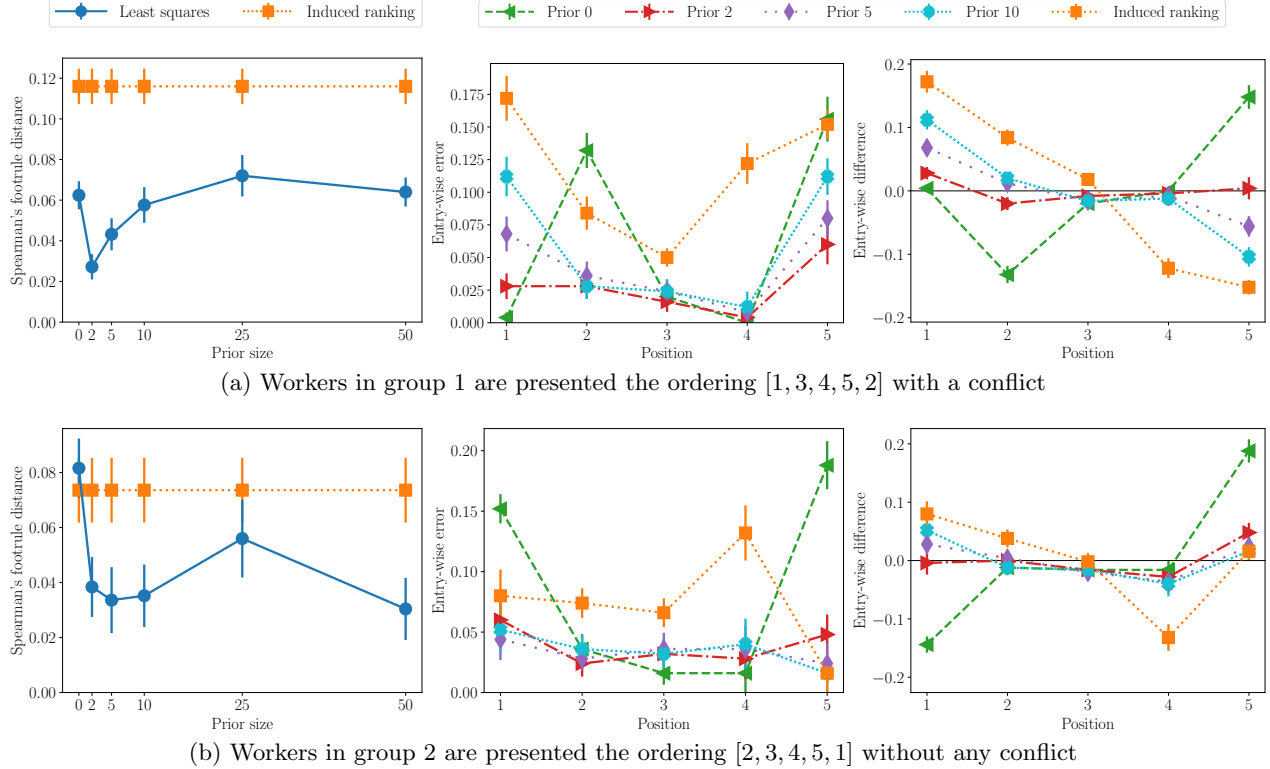 Least squares Induced ranking
Prior 0 Prior 2 Prior 5 Prior 10 Induced ranking
Spearman's footrule distance
0.12
0.10
0.08
0.06
0.04
0.02
0.00
0 2 5 10 25 50
Prior size
Entry-wise error
0.175
0.150
0.125
0.100
0.075
0.050
0.025
0.000
1 2 3 4 5
Position
Entry-wise difference
0.2
0.1
0.0
−0.1
−0.2
1 2 3 4 5
Position
(a) Workers in group 1 are presented the ordering [1, 3, 4, 5, 2] with a conflict
Spearman's footrule distance
0.08
0.06
0.04
0.02
0.00
0 2 5 10 25 50
Prior size
Entry-wise error
0.20
0.15
0.10
0.05
0.00
1 2 3 4 5
Position
Entry-wise difference
0.2
0.1
0.0
−0.1
−0.2
1 2 3 4 5
Position
(b) Workers in group 2 are presented the ordering [2, 3, 4, 5, 1] without any conflict